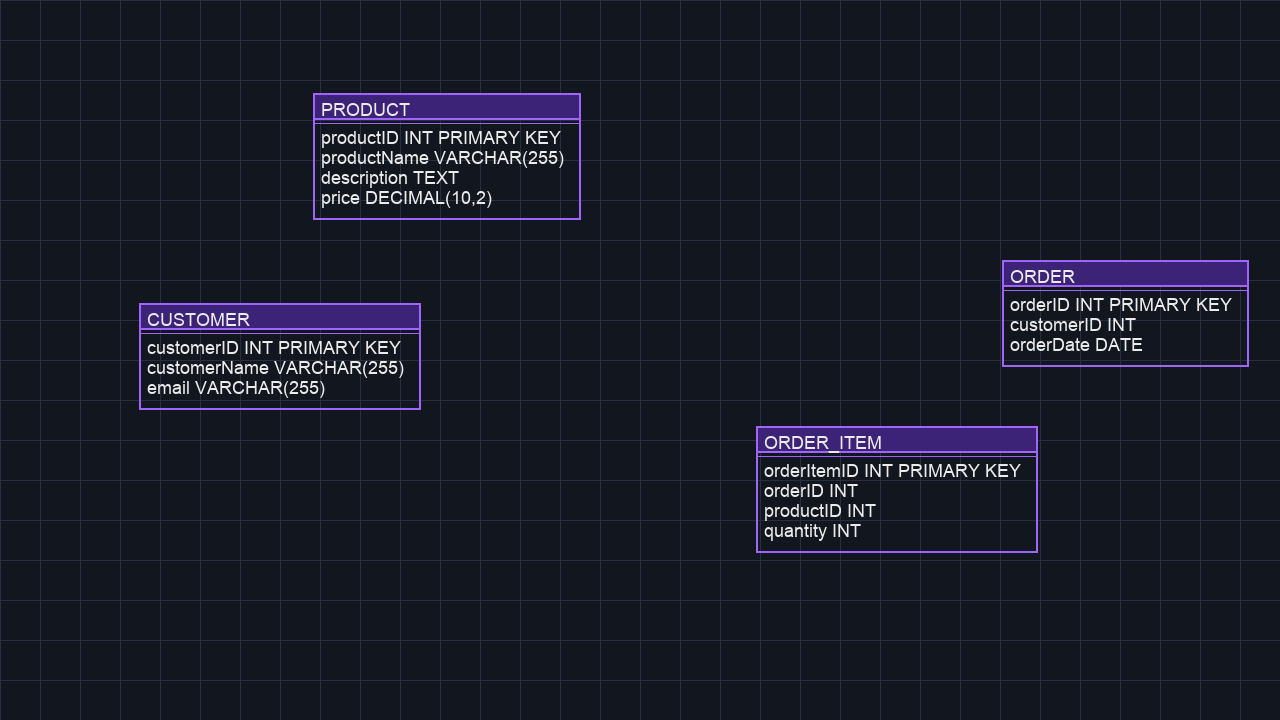 PRODUCT
productID INT PRIMARY KEY
productName VARCHAR(255)
description TEXT
price DECIMAL(10,2)
CUSTOMER
customerID INT PRIMARY KEY
customerName VARCHAR(255)
email VARCHAR(255)
ORDER
orderID INT PRIMARY KEY
customerID INT
orderDate DATE
ORDER_ITEM
orderItemID INT PRIMARY KEY
orderID INT
productID INT
quantity INT